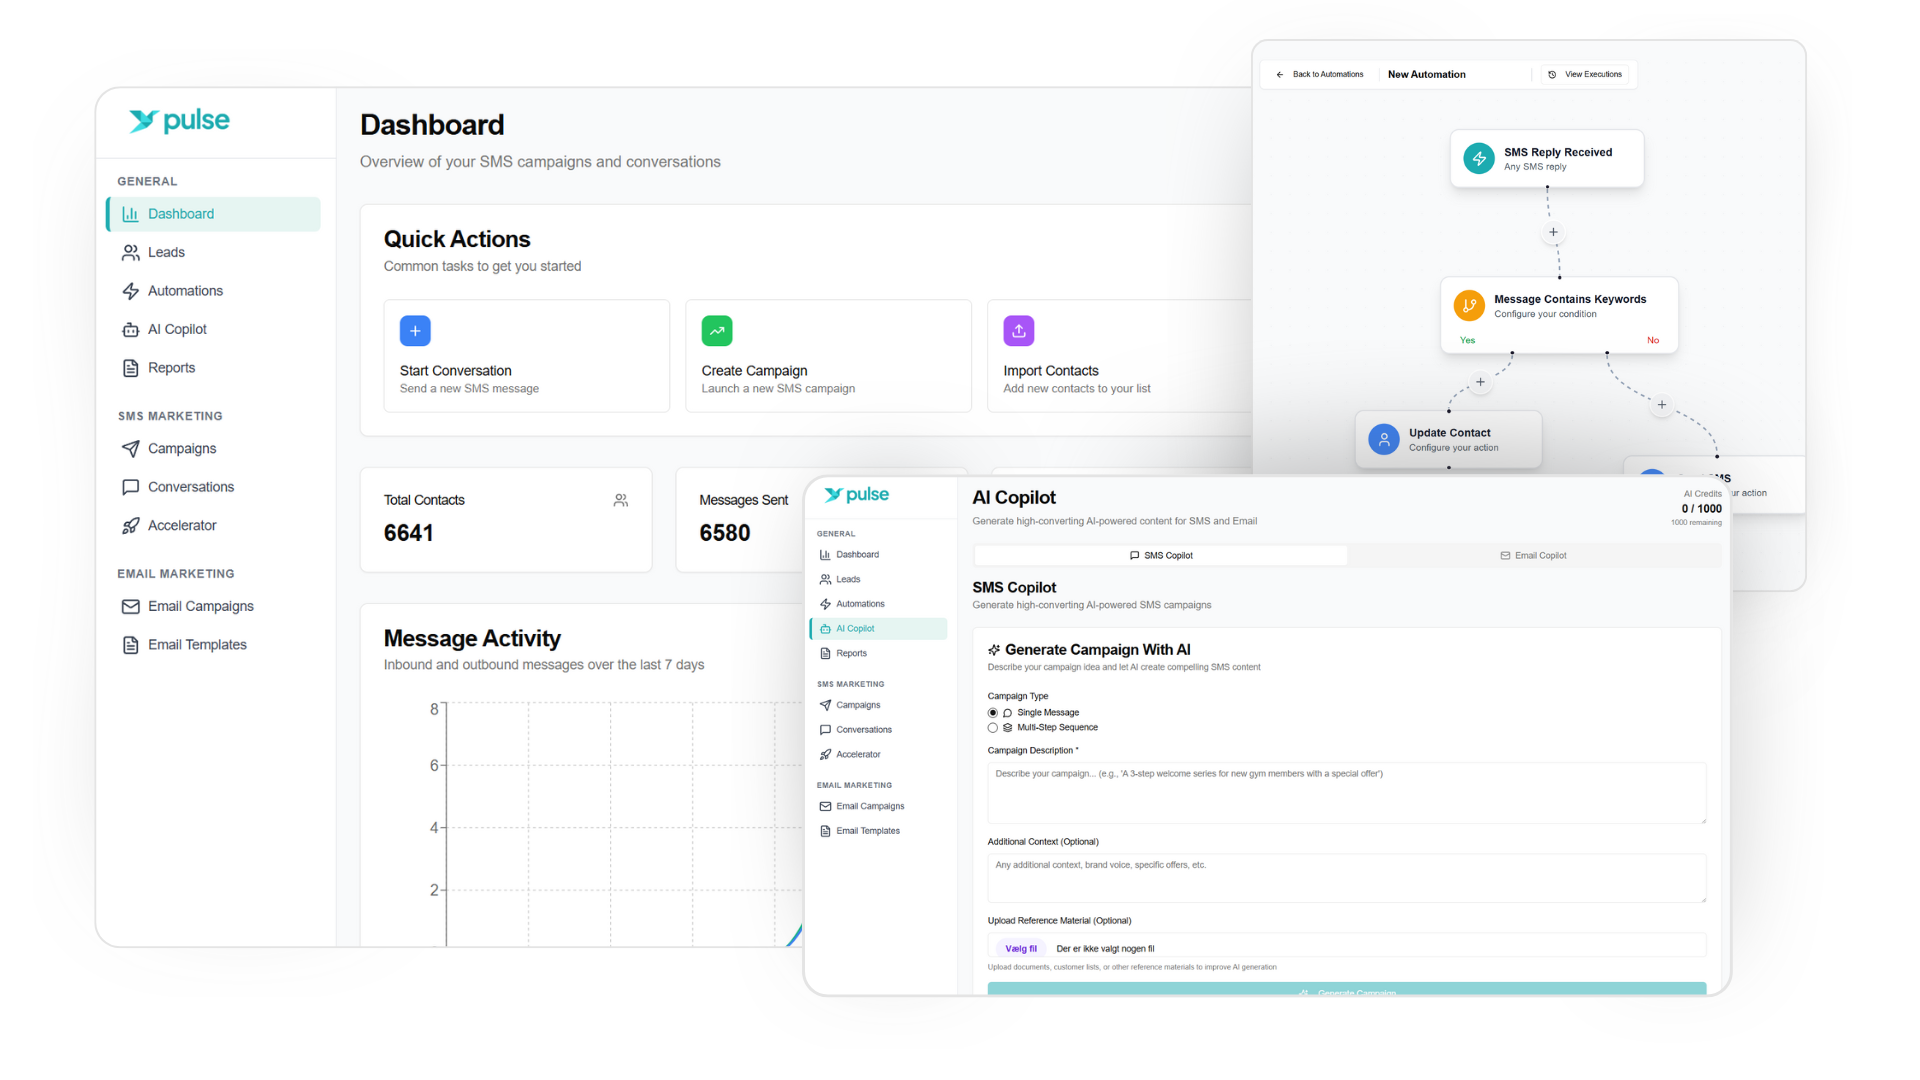 pulse
GENERAL
Dashboard
Leads
Automations
AI Copilot
Reports
SMS MARKETING
Campaigns
Conversations
Accelerator
EMAIL MARKETING
Email Campaigns
Email Templates
Dashboard
Overview of your SMS campaigns and conversations
Quick Actions
Common tasks to get you started
Start Conversation
Send a new SMS message
Create Campaign
Launch a new SMS campaign
Import Contacts
Add new contacts to your list
Total Contacts
6641
Messages Sent
6580
Message Activity
Inbound and outbound messages over the last 7 days
8
6
4
2
Back to Automations
New Automation
View Executions
SMS Reply Received
Any SMS reply
Message Contains Keywords
Configure your condition
Yes
No
Update Contact
Configure your action
action
pulse
GENERAL
Dashboard
Leads
Automations
AI Copilot
Reports
SMS MARKETING
Campaigns
Conversations
Accelerator
EMAIL MARKETING
Email Campaigns
Email Templates
AI Copilot
Generate high-converting AI-powered content for SMS and Email
AI Credits
0 / 1000
1000 remaining
SMS Copilot
Email Copilot
SMS Copilot
Generate high-converting AI-powered SMS campaigns
Generate Campaign With AI
Describe your campaign idea and let AI create compelling SMS content
Campaign Type
Single Message
Multi-Step Sequence
Campaign Description *
Describe your campaign... (e.g., 'A 3-step welcome series for new gym members with a special offer')
Additional Context (Optional)
Any additional context, brand voice, specific offers, etc.
Upload Reference Material (Optional)
Vælg fil
Der er ikke valgt nogen fil
Upload documents, customer lists, or other reference materials to improve AI generation
Generate Campaign